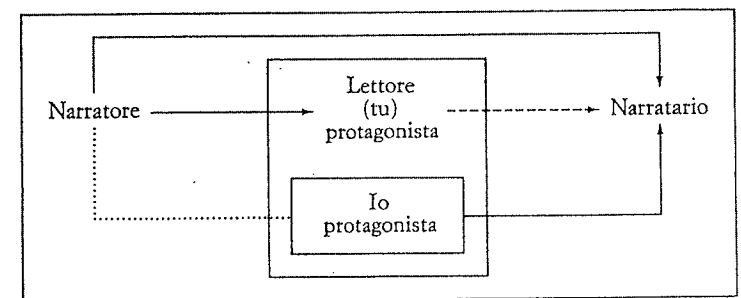 Narratore
Lettore
(tu)
protagonista
Narratario
Io
protagonista